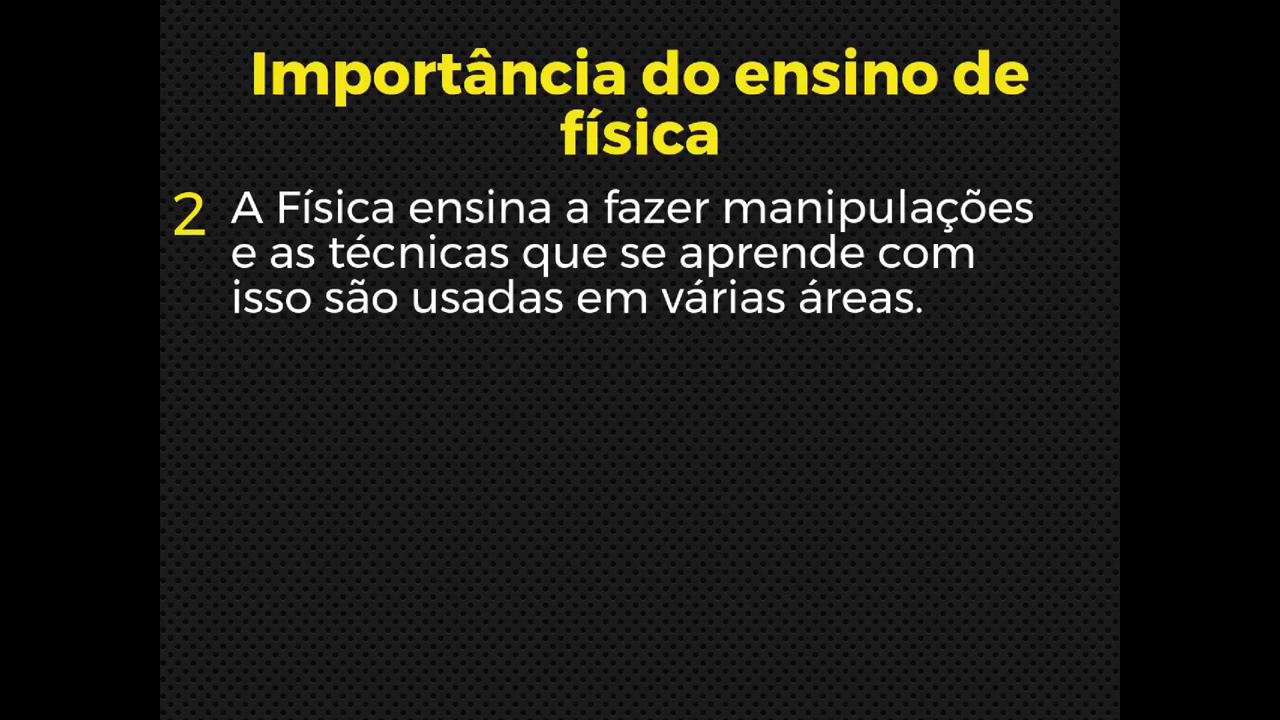 Importância do ensino de
física
2 A Física ensina a fazer manipulações
e as técnicas que se aprende com
isso são usadas em várias áreas.